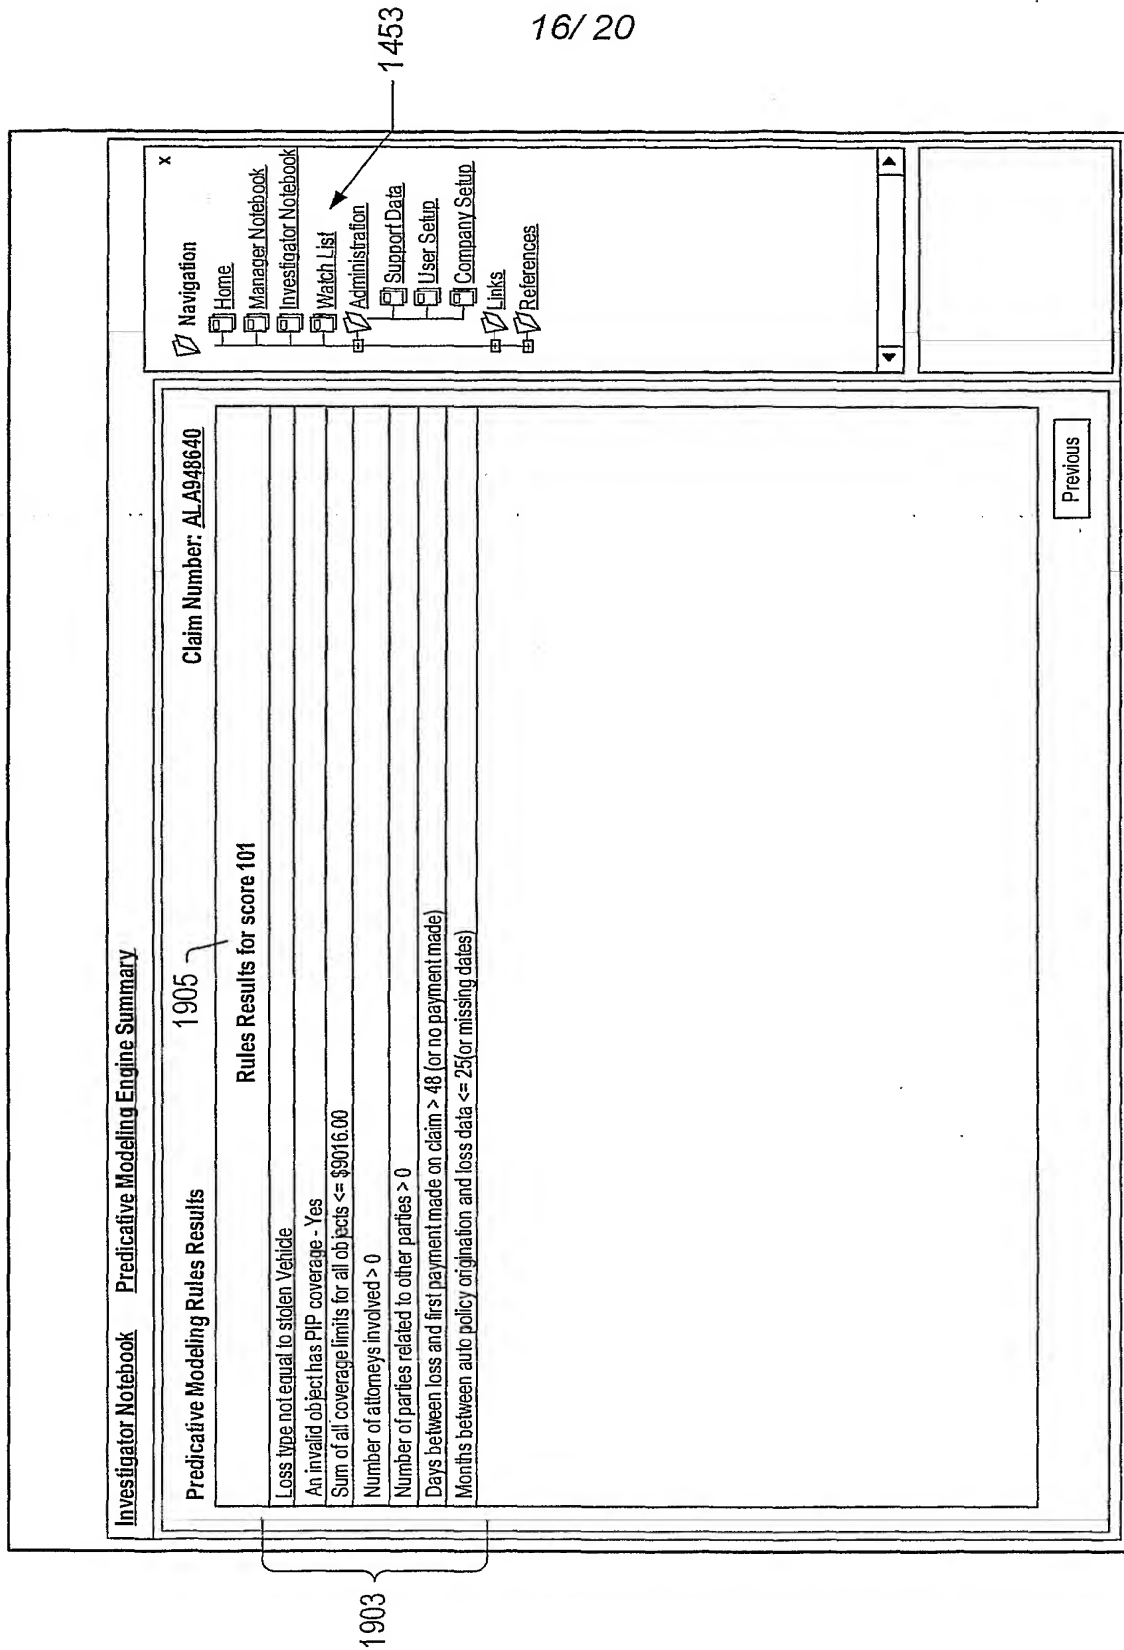 16/20
Investigator Notebook Predicative Modeling Engine Summary
Predicative Modeling Rules Results
1905
Claim Number: ALA948640
Rules Results for score 101
Loss type not equal to stolen Vehicle
An invalid object has PIP coverage - Yes
Sum of all coverage limits for all objects <= $9016.00
Number of attorneys involved > 0
Number of parties related to other parties > 0
Days between loss and first payment made on claim > 48 (or no payment made)
Months between auto policy origination and loss data <= 25(or missing dates)
1903
Previous
Navigation
x
Home
Manager Notebook
Investigator Notebook
Watch List
Administration
Support Data
User Setup
Company Setup
Links
References
1453